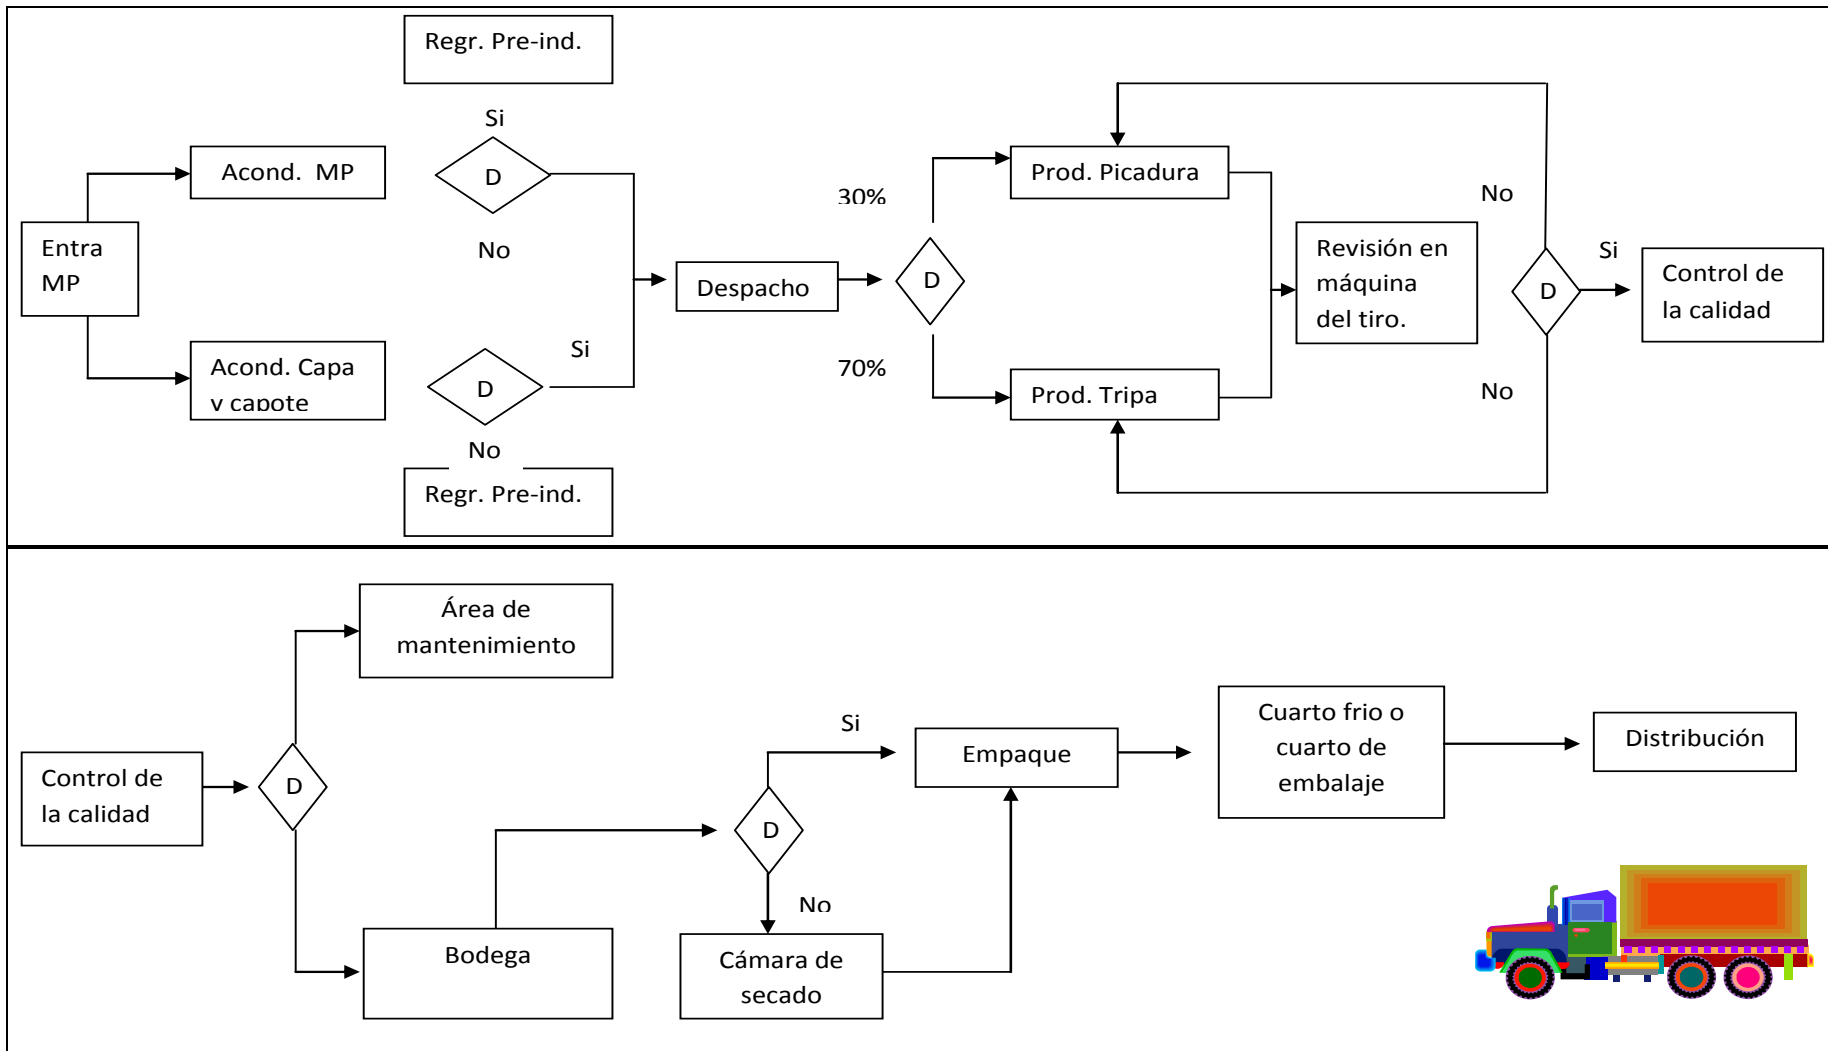 Regr. Pre-ind.
Si
Acond. MP
D
No
Entra
MP
Acond. Capa
y capote
Si
D
No
Regr. Pre-ind.
Despacho
30%
D
70%
Prod. Picadura
Prod. Tripa
Revisión en
máquina
del tiro.
No
D
No
Si
Control de
la calidad
Área de
mantenimiento
Control de
la calidad
D
Bodega
Si
D
No
Cámara de
secado
Empaque
Cuarto frio o
cuarto de
embalaje
Distribución